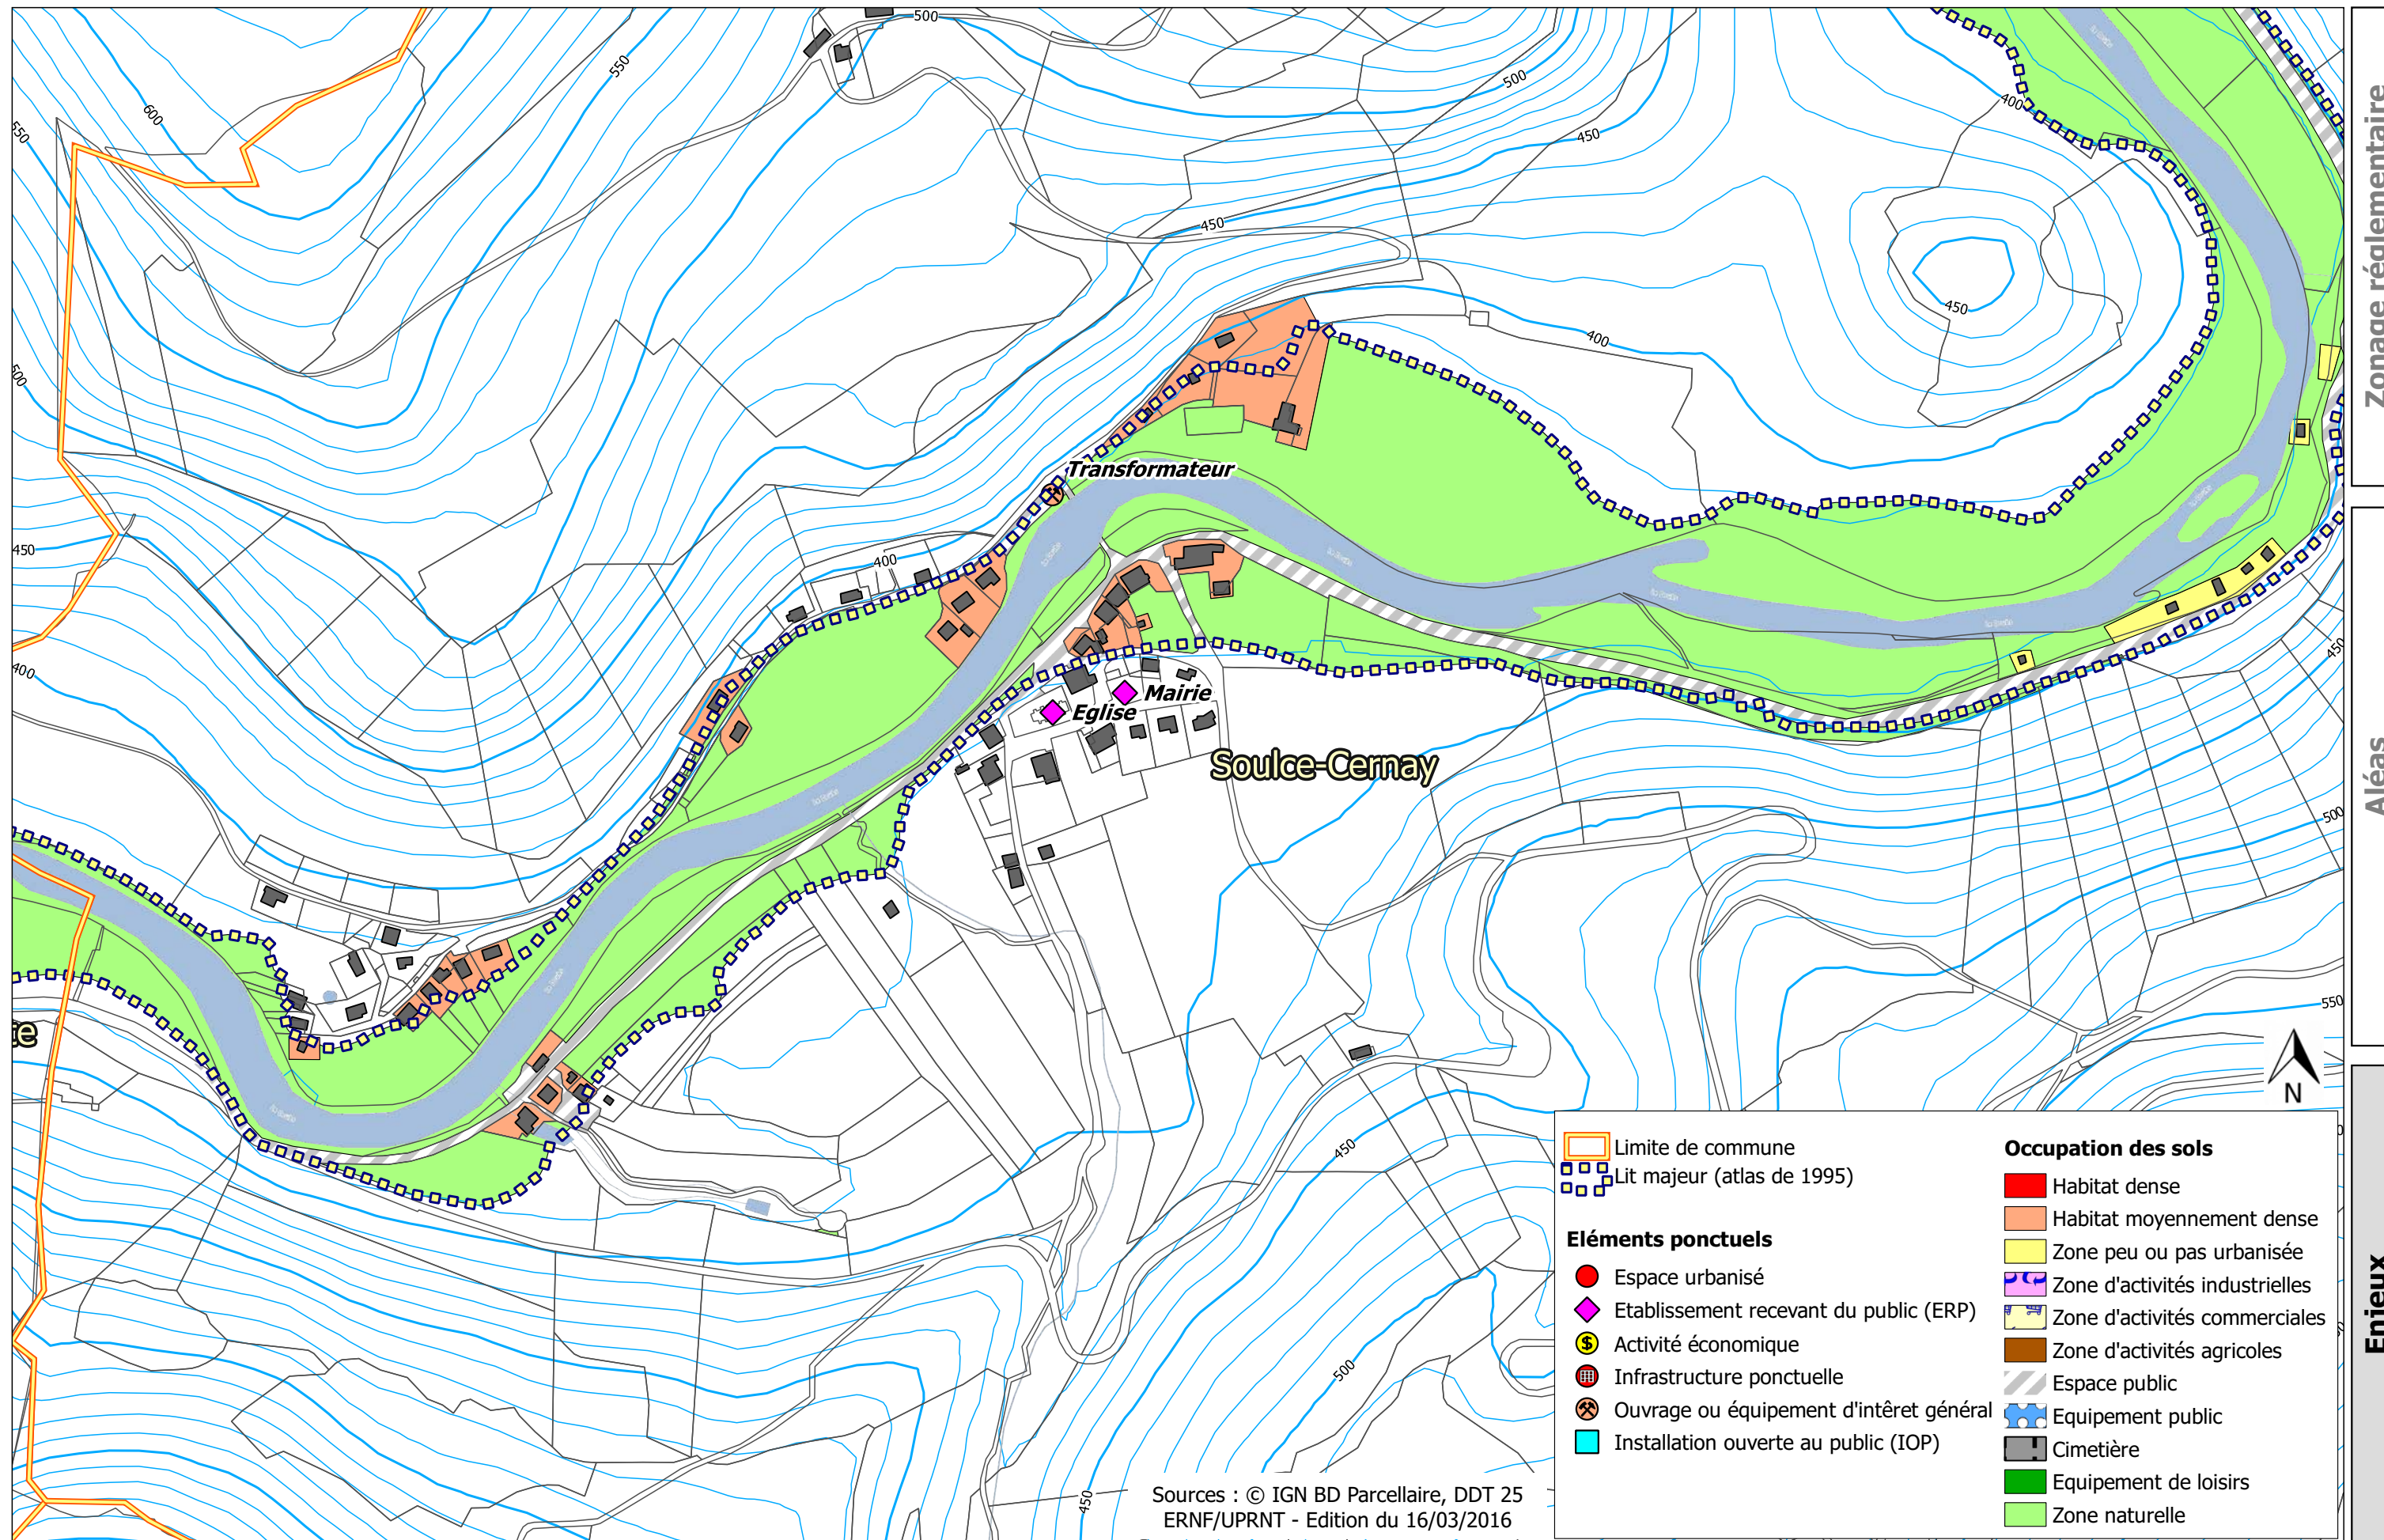 500
550
600
550
500
500
450
450
400
450
400
500
450
400
400
450
Transformateur
Mairie
Eglise
Soulce-Cernay
te
500
550
450
500
450
N
Limite de commune
Lit majeur (atlas de 1995)
Eléments ponctuels
Espace urbanisé
Etablissement recevant du public (ERP)
Activité économique
Infrastructure ponctuelle
Ouvrage ou équipement d'intêret général
Installation ouverte au public (IOP)
Occupation des sols
Habitat dense
Habitat moyennement dense
Zone peu ou pas urbanisée
Zone d'activités industrielles
Zone d'activités commerciales
Zone d'activités agricoles
Espace public
Equipement public
Cimetière
Equipement de loisirs
Zone naturelle
Sources : © IGN BD Parcellaire, DDT 25
ERNF/UPRNT - Edition du 16/03/2016
Zonage réglementaire
Aléas
Enjeux